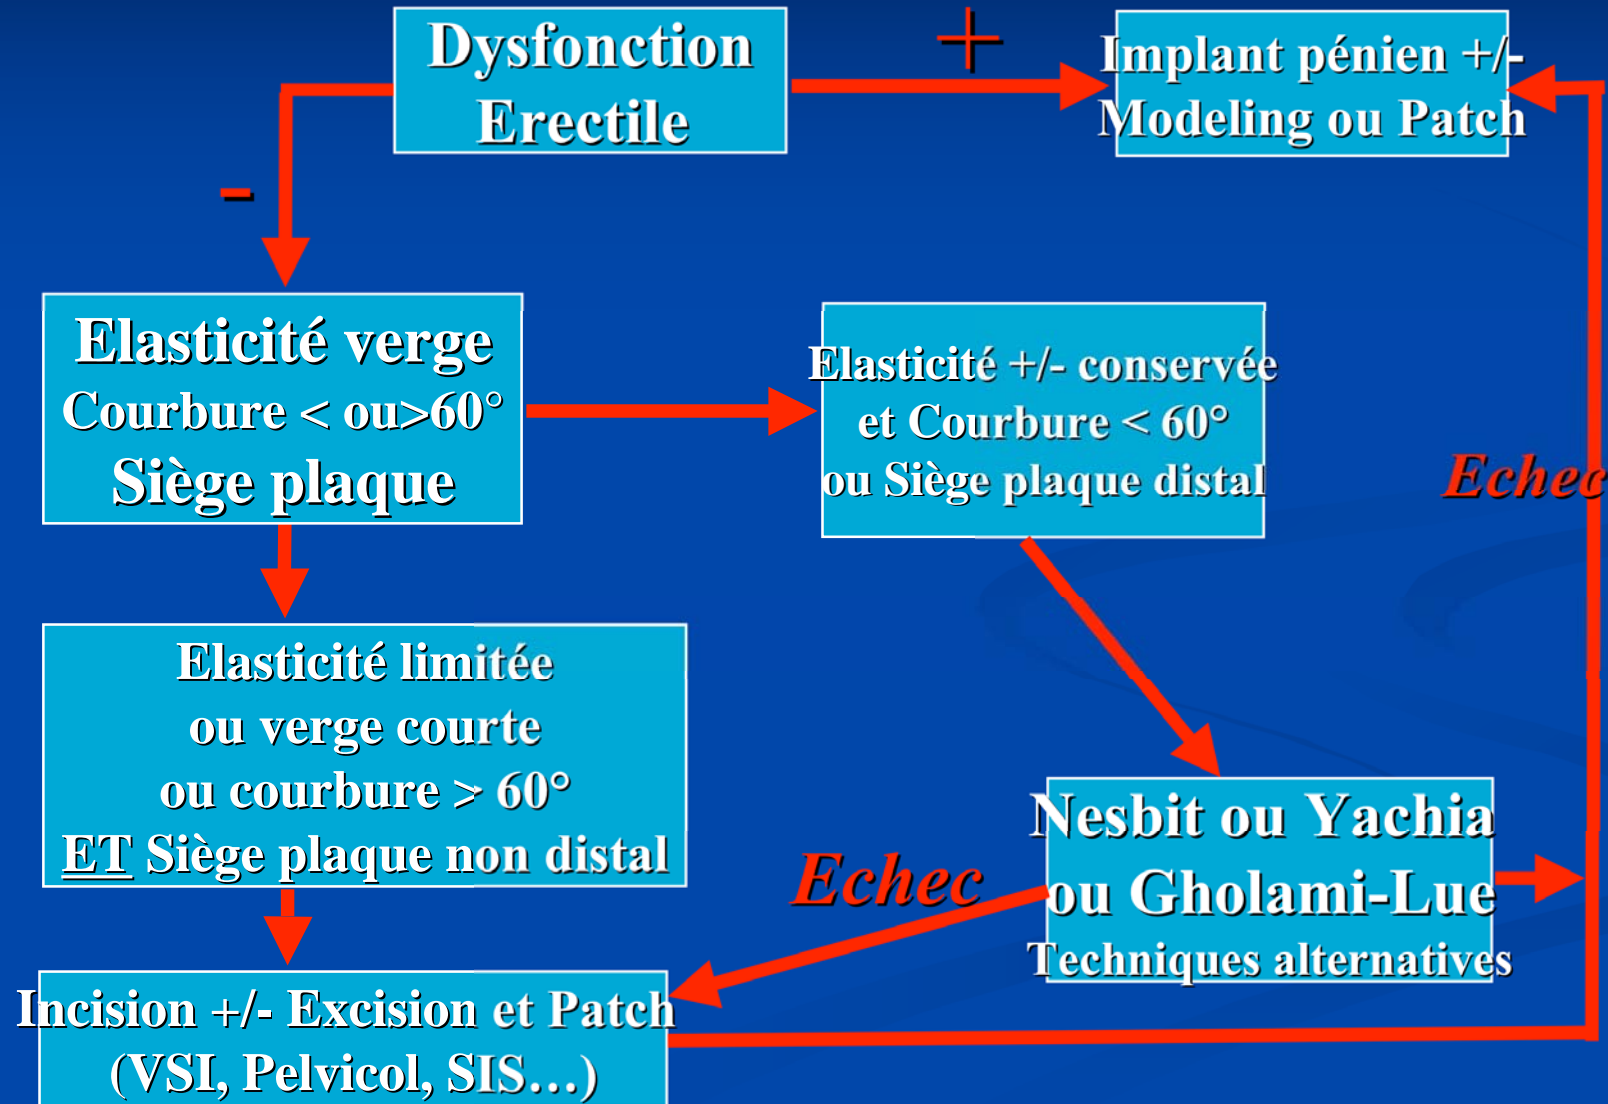 Dysfonction
Erectile
+
Implant pénien +/-
Modeling ou Patch
-
Elasticité verge
Courbure < ou>60°
Siège plaque
Elasticité +/- conservée
et Courbure < 60°
ou Siège plaque distal
Echec
Elasticité limitée
ou verge courte
ou courbure > 60°
ET Siège plaque non distal
Nesbit ou Yachia
ou Gholami-Lue
Techniques alternatives
Echec
Incision +/- Excision et Patch
(VSI, Pelvicol, SIS…)